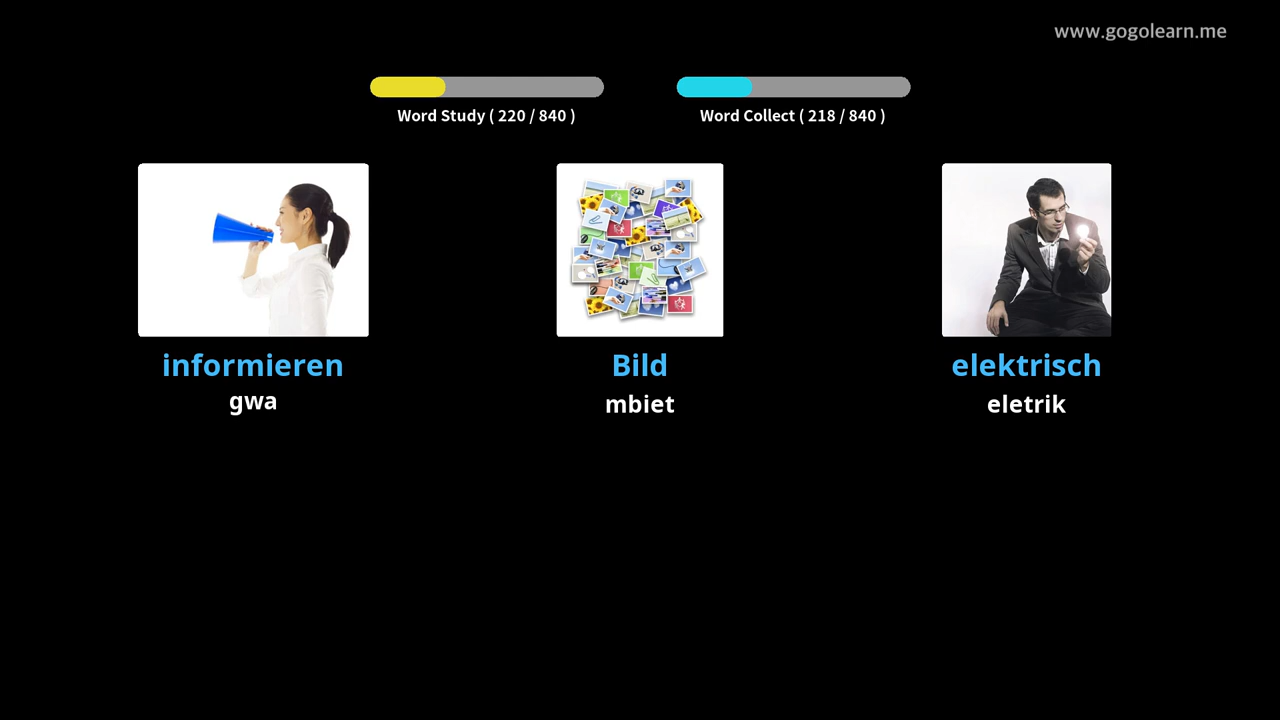 www.gogolearn.me
Word Study ( 220 / 840 )
Word Collect ( 218 / 840 )
informieren
gwa
Bild
mbiet
elektrisch
eletrik